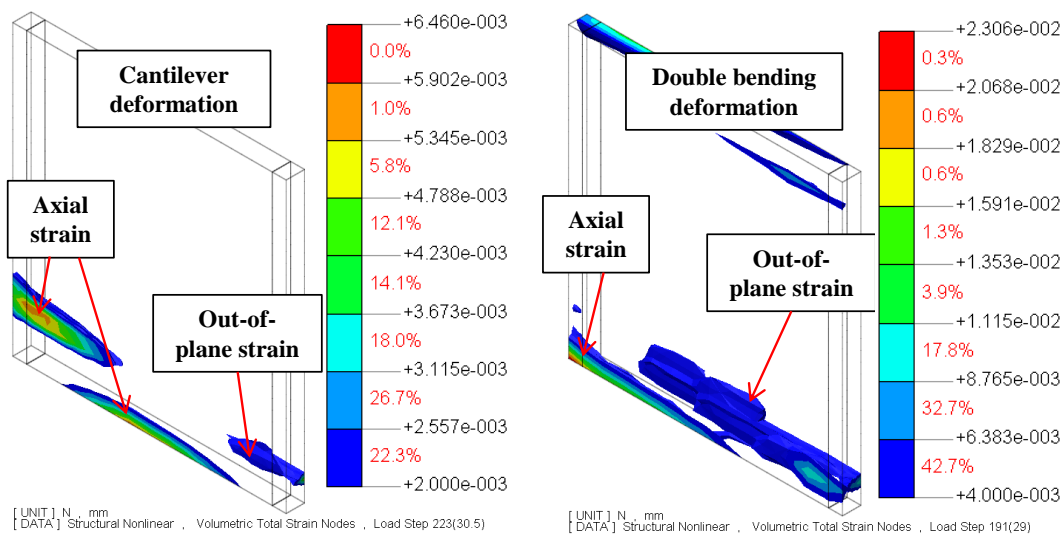 Cantilever
deformation
Axial
strain
Out-of-
plane strain
+6.460e-003
0.0%
+5.902e-003
1.0%
+5.345e-003
5.8%
+4.788e-003
12.1%
+4.230e-003
14.1%
+3.673e-003
18.0%
+3.115e-003
26.7%
+2.557e-003
22.3%
+2.000e-003
[ UNIT ] N , mm
[ DATA ] Structural Nonlinear , Volumetric Total Strain Nodes , Load Step 223(30.5)
Double bending
deformation
Axial
strain
Out-of-
plane strain
+2.306e-002
0.3%
+2.068e-002
0.6%
+1.829e-002
0.6%
+1.591e-002
1.3%
+1.353e-002
3.9%
+1.115e-002
17.8%
+8.765e-003
32.7%
+6.383e-003
42.7%
+4.000e-003
[ UNIT ] N , mm
[ DATA ] Structural Nonlinear , Volumetric Total Strain Nodes , Load Step 191(29)